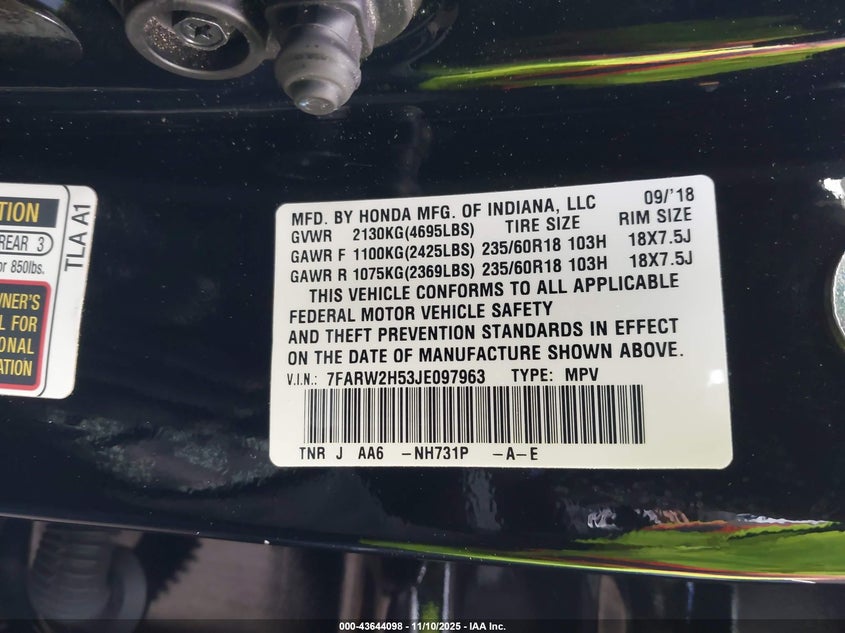 TION
REAR 3
or 850lbs.
WNER'S
L FOR
IONAL
ATION
TLA A1
MFD. BY HONDA MFG. OF INDIANA, LLC 09/'18
GVWR 2130KG(4695LBS) TIRE SIZE RIM SIZE
GAWR F 1100KG(2425LBS) 235/60R18 103H 18X7.5J
GAWR R 1075KG(2369LBS) 235/60R18 103H 18X7.5J
THIS VEHICLE CONFORMS TO ALL APPLICABLE
FEDERAL MOTOR VEHICLE SAFETY
AND THEFT PREVENTION STANDARDS IN EFFECT
ON THE DATE OF MANUFACTURE SHOWN ABOVE.
V.I.N.: 7FARW2H53JE097963 TYPE: MPV
TNR J AA6 -NH731P -A-E
000-43644098 - 11/10/2025 - IAA Inc.